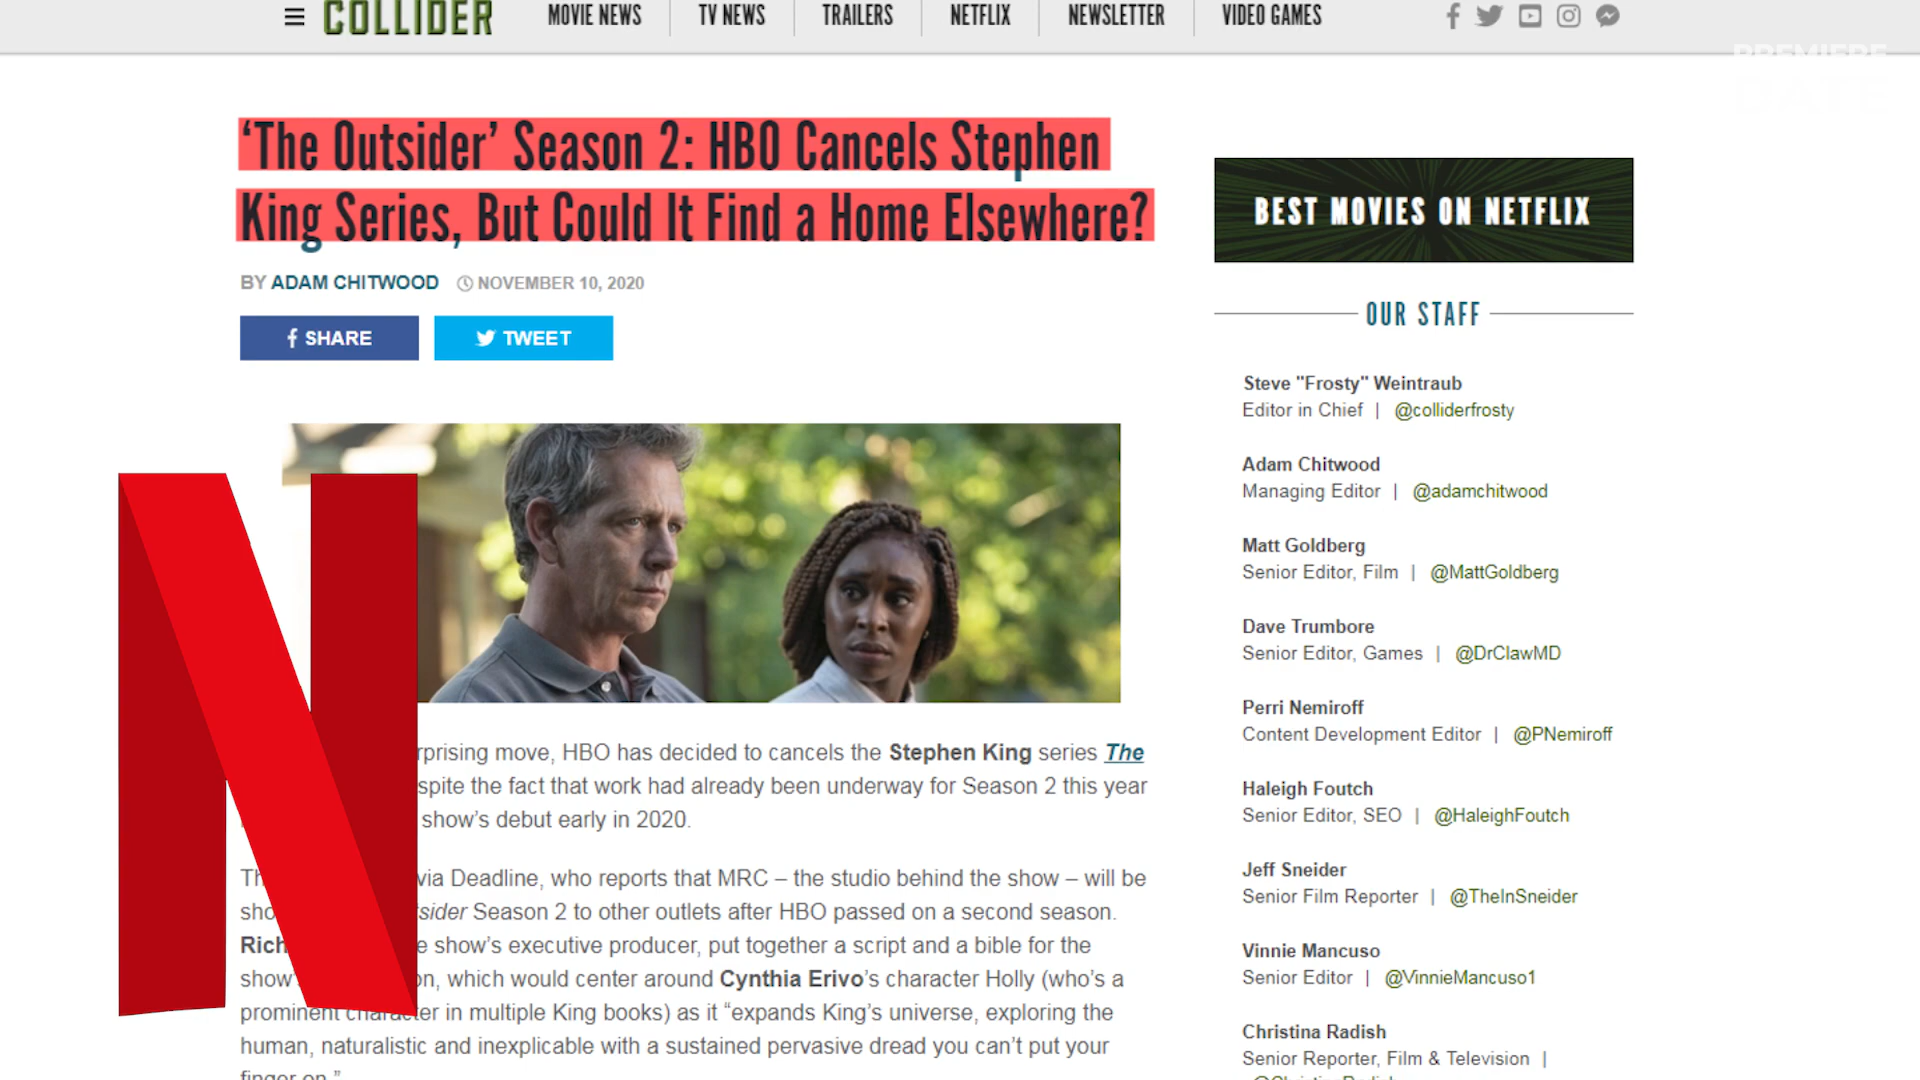 COLLIDER
MOVIE NEWS
TV NEWS
TRAILERS
NETFLIX
NEWSLETTER
VIDEO GAMES
PREMIERE
DATE
‘The Outsider’ Season 2: HBO Cancels Stephen
King Series, But Could It Find a Home Elsewhere?
BY ADAM CHITWOOD NOVEMBER 10, 2020
SHARE
TWEET
rprising move, HBO has decided to cancels the Stephen King series The
spite the fact that work had already been underway for Season 2 this year
show’s debut early in 2020.
Th via Deadline, who reports that MRC – the studio behind the show – will be
sho sider Season 2 to other outlets after HBO passed on a second season.
Rich e show’s executive producer, put together a script and a bible for the
show’ on, which would center around Cynthia Erivo’s character Holly (who’s a
prominent character in multiple King books) as it “expands King’s universe, exploring the
human, naturalistic and inexplicable with a sustained pervasive dread you can’t put your
finger on.”
BEST MOVIES ON NETFLIX
OUR STAFF
Steve "Frosty" Weintraub
Editor in Chief | @colliderfrosty
Adam Chitwood
Managing Editor | @adamchitwood
Matt Goldberg
Senior Editor, Film | @MattGoldberg
Dave Trumbore
Senior Editor, Games | @DrClawMD
Perri Nemiroff
Content Development Editor | @PNemiroff
Haleigh Foutch
Senior Editor, SEO | @HaleighFoutch
Jeff Sneider
Senior Film Reporter | @TheInSneider
Vinnie Mancuso
Senior Editor | @VinnieMancuso1
Christina Radish
Senior Reporter, Film & Television |